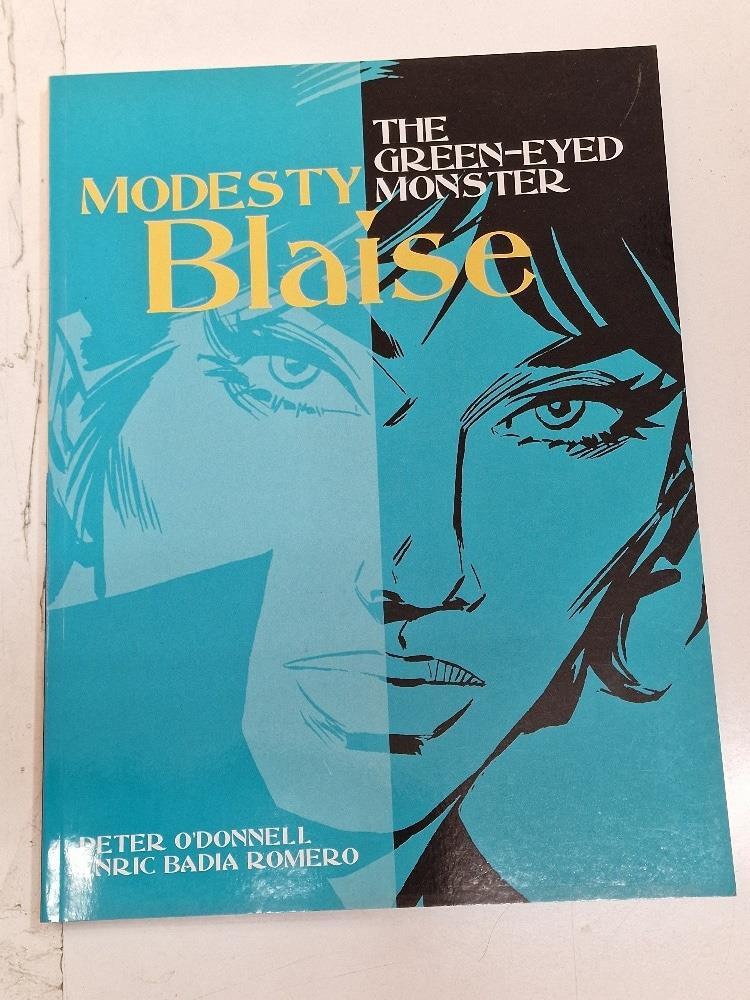 THE
GREEN-EYED
MONSTER
MODESTY
Blaise
PETER O'DONNELL
ENRIC BADIA ROMERO